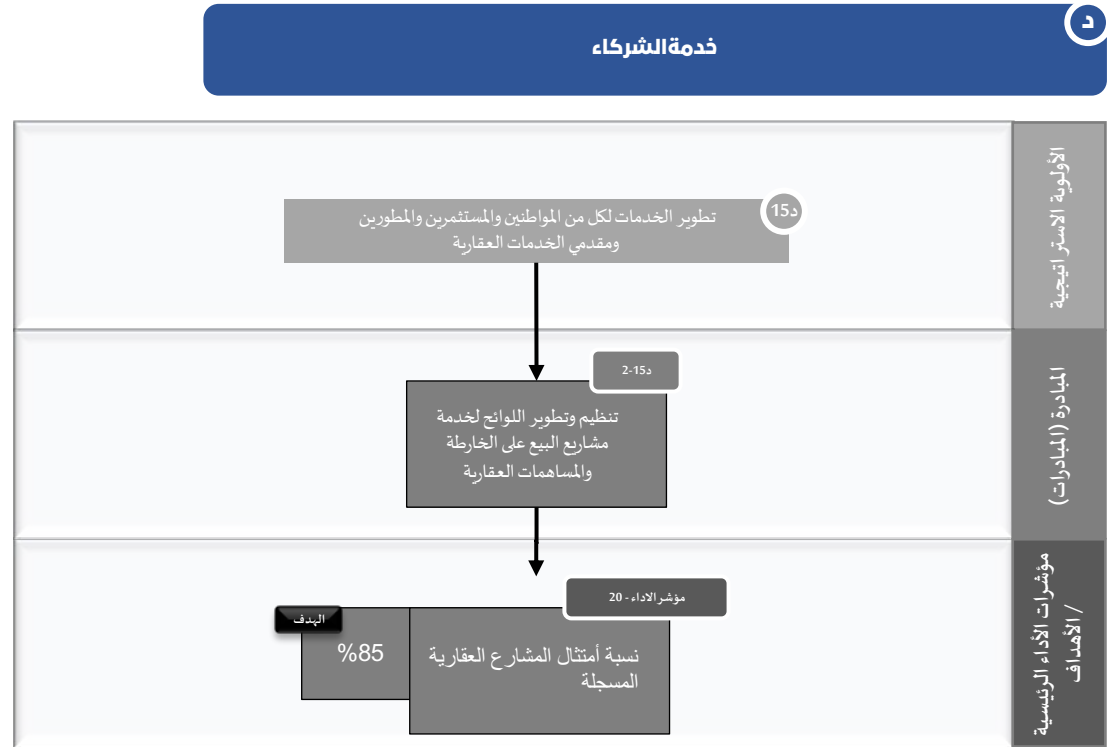 د
خدمة الشركاء
الأولوية الاستراتيجية
د15
تطوير الخدمات لكل من المواطنين والمستثمرين والمطورين
ومقدمي الخدمات العقارية
المبادرة (المبادرات)
د15-2
تنظيم وتطوير اللوائح لخدمة
مشاريع البيع على الخارطة
والمساهمات العقارية
مؤشرات الأداء الرئيسية
/ الأهداف
مؤشر الاداء - 20
نسبة أمتثال المشارع العقارية
المسجلة
الهدف
%85